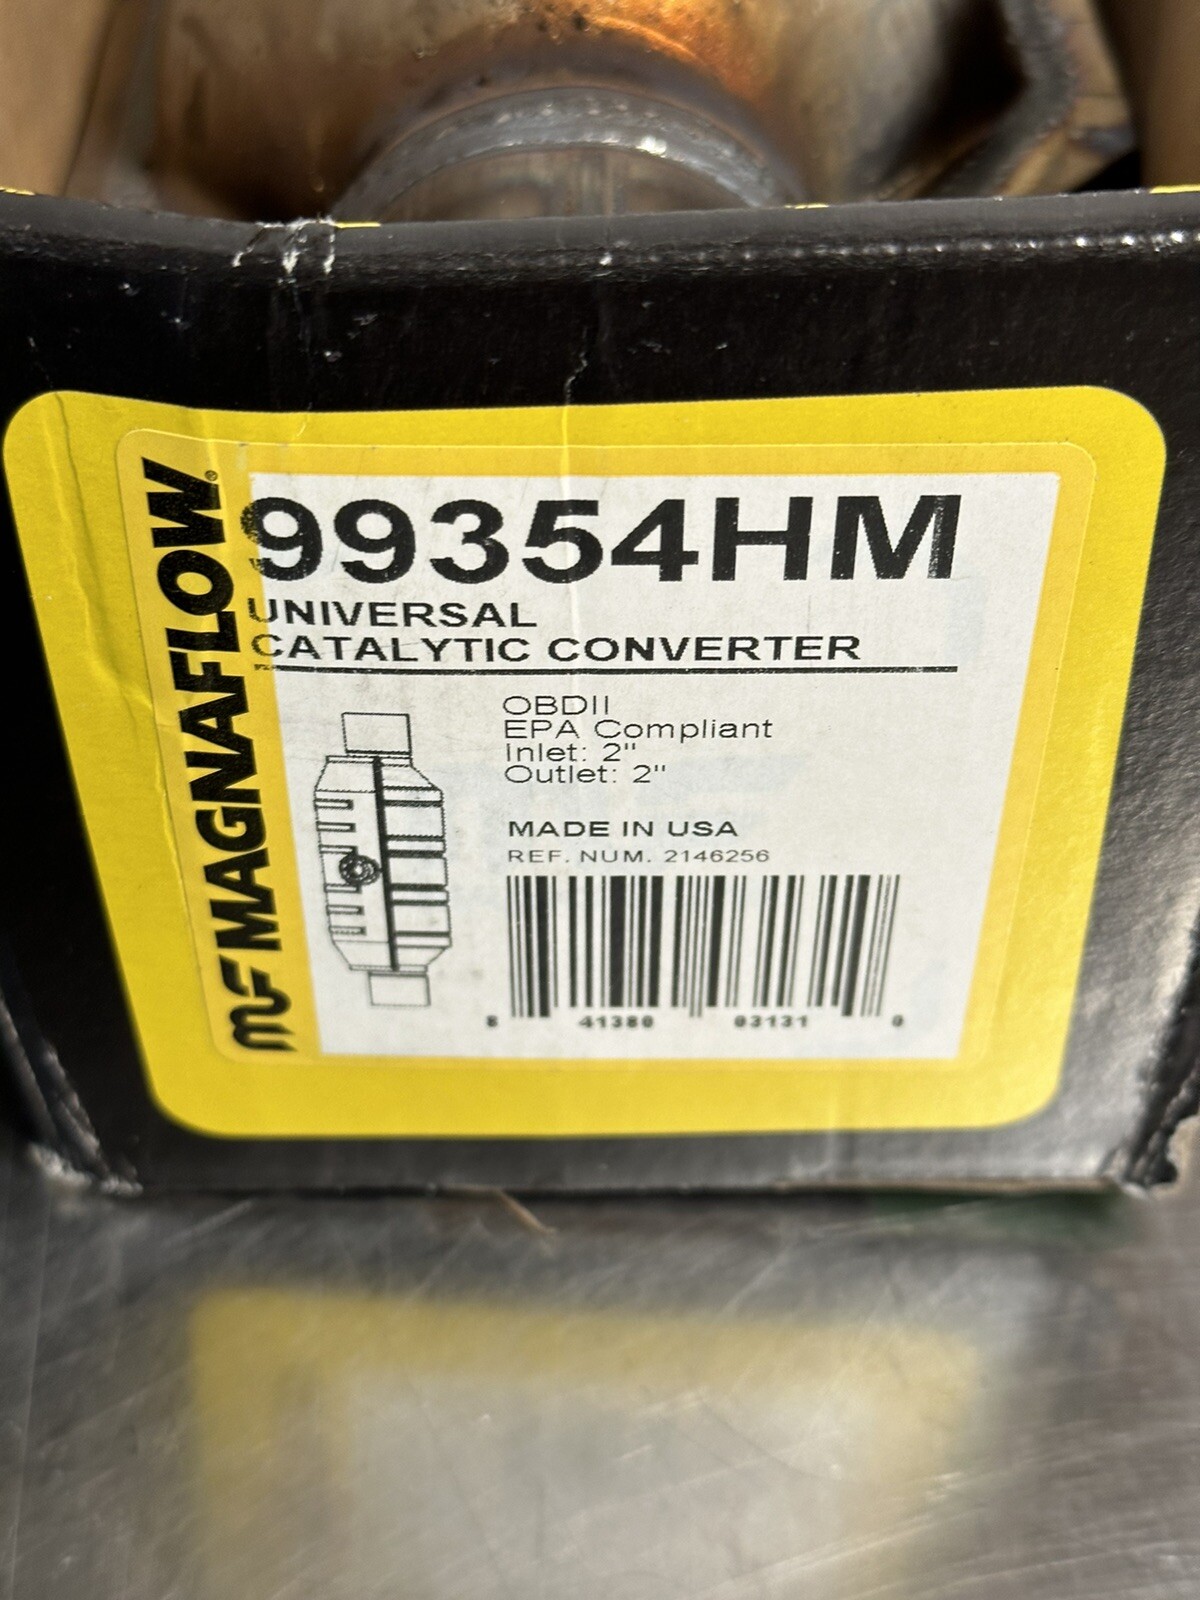 MF MAGNAFLOW®
99354HM
UNIVERSAL
CATALYTIC CONVERTER
OBDII
EPA Compliant
Inlet: 2"
Outlet: 2"
MADE IN USA
REF. NUM. 2146256
8 41380 03131 0